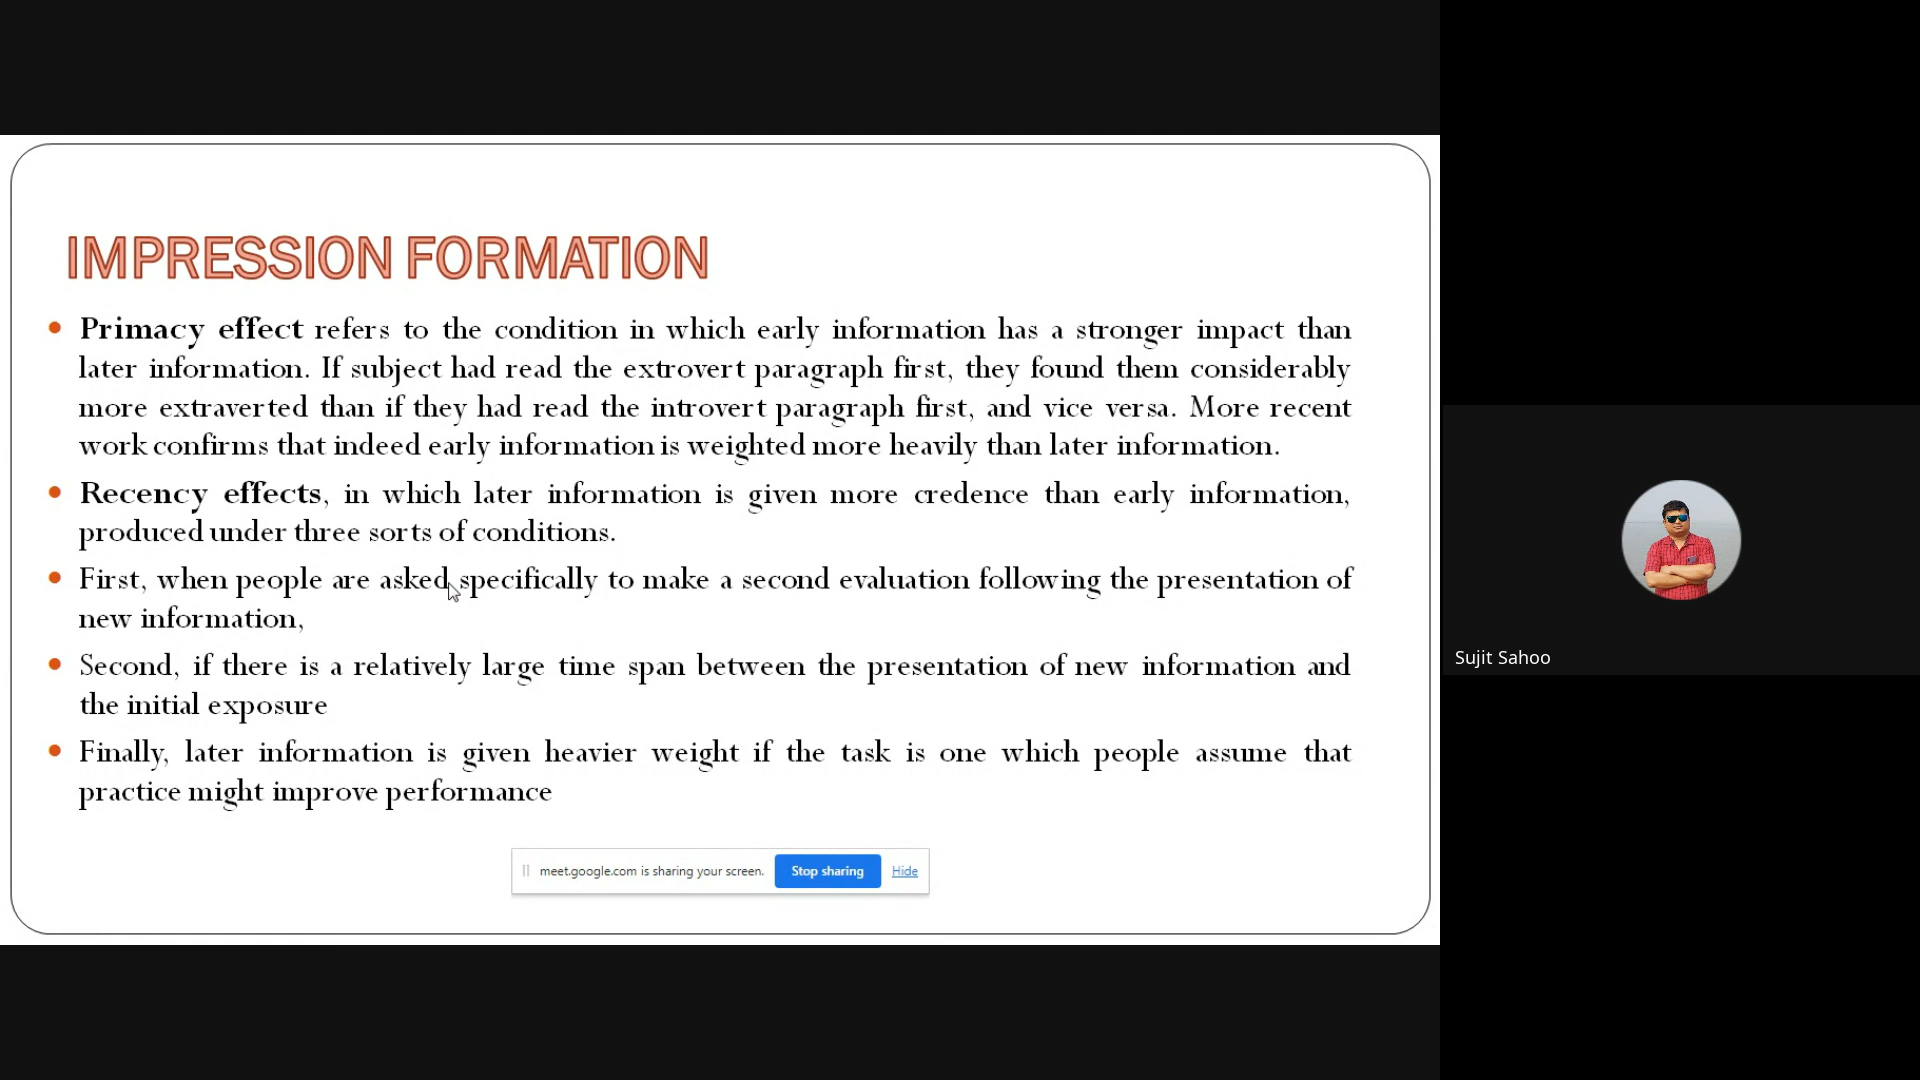 IMPRESSION FORMATION
• Primacy effect refers to the condition in which early information has a stronger impact than
later information. If subject had read the extrovert paragraph first, they found them considerably
more extraverted than if they had read the introvert paragraph first, and vice versa. More recent
work confirms that indeed early information is weighted more heavily than later information.
• Recency effects, in which later information is given more credence than early information,
produced under three sorts of conditions.
• First, when people are asked specifically to make a second evaluation following the presentation of
new information,
• Second, if there is a relatively large time span between the presentation of new information and
the initial exposure
• Finally, later information is given heavier weight if the task is one which people assume that
practice might improve performance
meet.google.com is sharing your screen. Stop sharing Hide
Sujit Sahoo